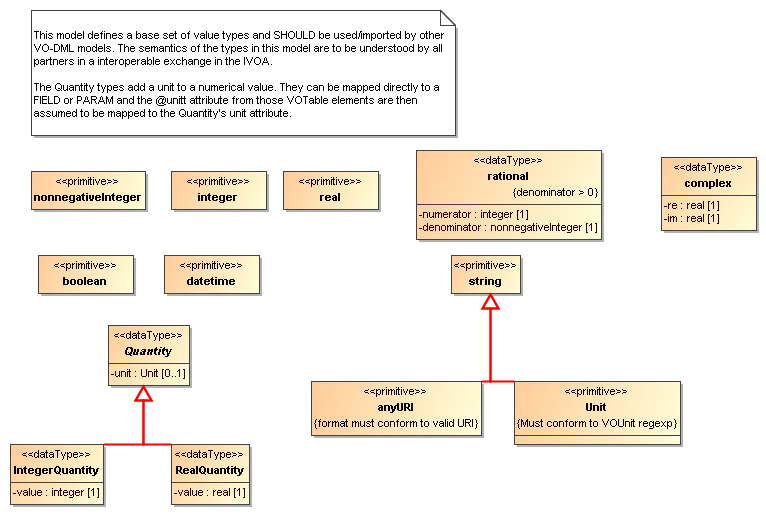 This model defines a base set of value types and SHOULD be used/imported by other
VO-DML models. The semantics of the types in this model are to be understood by all
partners in a interoperable exchange in the IVOA.
The Quantity types add a unit to a numerical value. They can be mapped directly to a
FIELD or PARAM and the @unitt attribute from those VOTable elements are then
assumed to be mapped to the Quantity's unit attribute.
<<primitive>>
nonnegativeInteger
<<primitive>>
integer
<<primitive>>
real
<<dataType>>
rational
{denominator > 0}
-numerator : integer [1]
-denominator : nonnegativeInteger [1]
<<dataType>>
complex
-re : real [1]
-im : real [1]
<<primitive>>
boolean
<<primitive>>
datetime
<<primitive>>
string
<<dataType>>
Quantity
-unit : Unit [0..1]
<<primitive>>
anyURI
{format must conform to valid URI}
<<primitive>>
Unit
{Must conform to VOUnit regexp}
<<dataType>>
IntegerQuantity
-value : integer [1]
<<dataType>>
RealQuantity
-value : real [1]